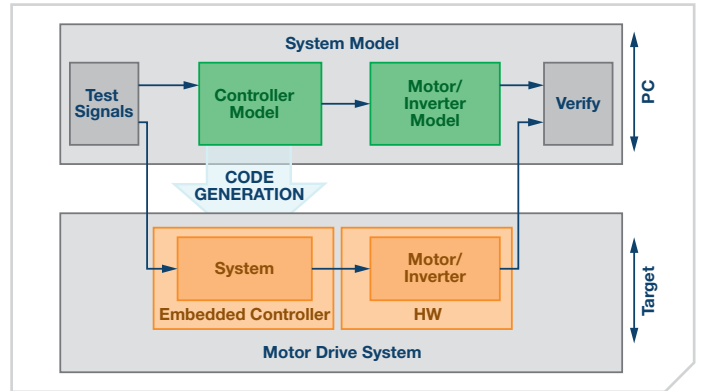 System Model
Test
Signals
Controller
Model
Motor/
Inverter
Model
Verify
PC
CODE
GENERATION
System
Embedded Controller
Motor/
Inverter
HW
Target
Motor Drive System